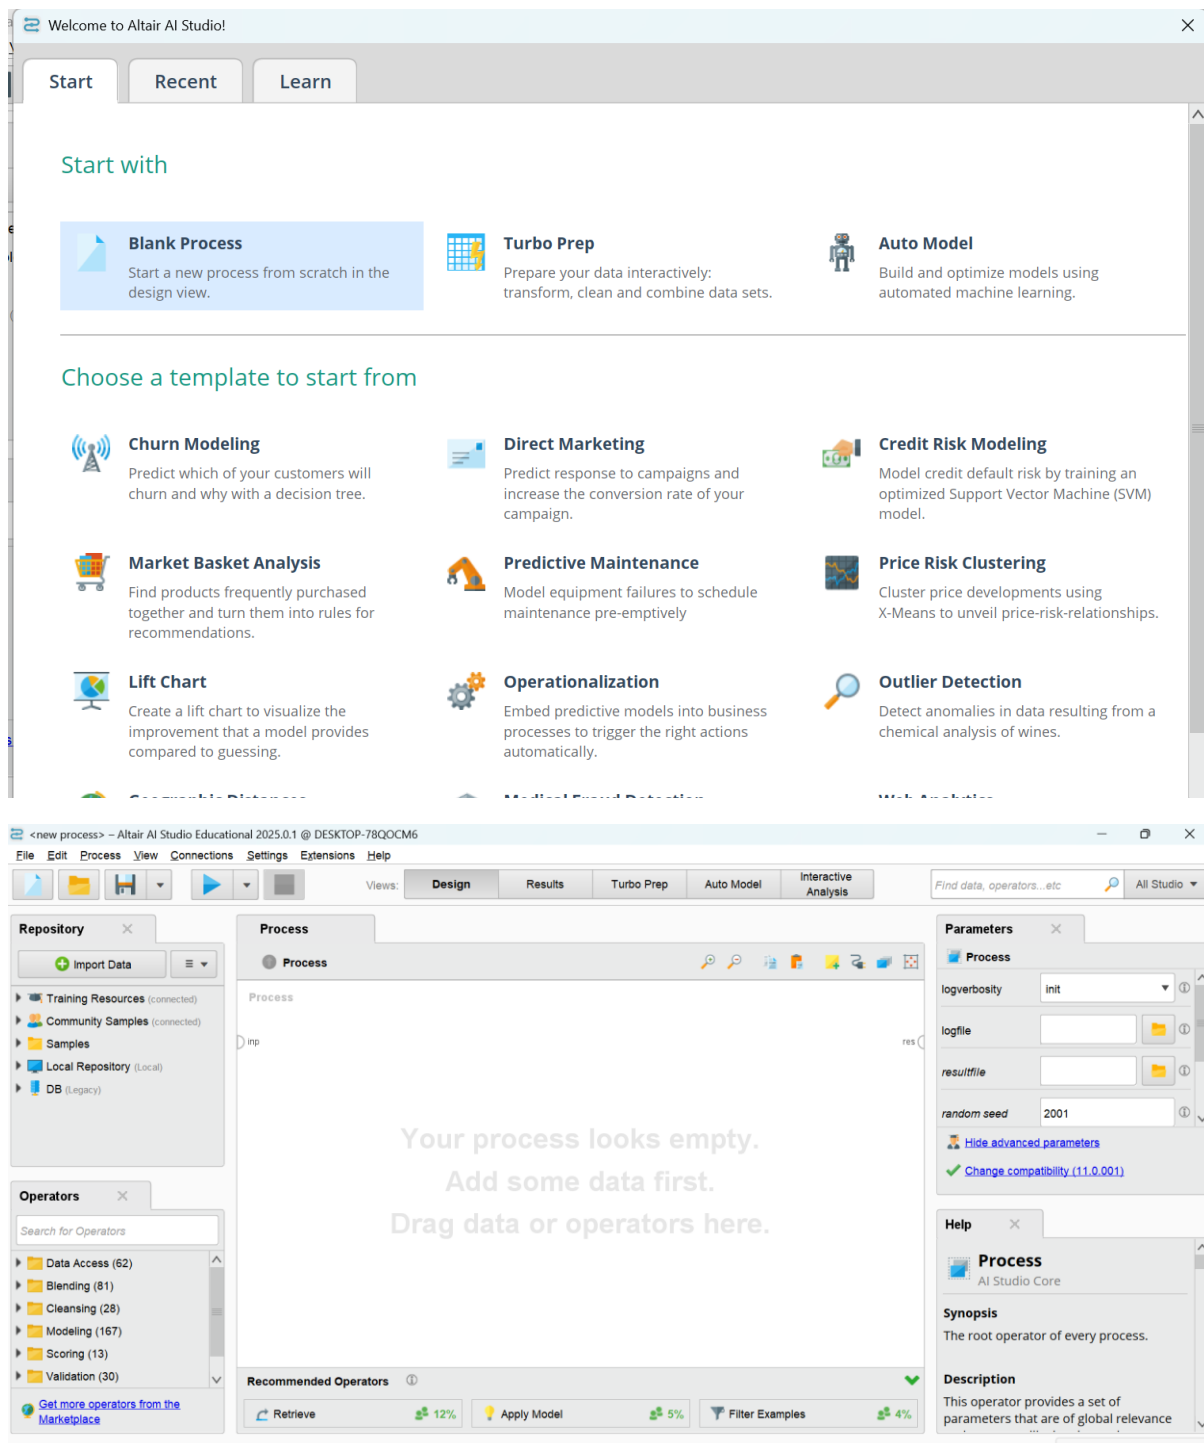 Welcome to Altair AI Studio!
Start
Recent
Learn
Start with
Blank Process
Start a new process from scratch in the
design view.
Turbo Prep
Prepare your data interactively:
transform, clean and combine data sets.
Auto Model
Build and optimize models using
automated machine learning.
Choose a template to start from
Churn Modeling
Predict which of your customers will
churn and why with a decision tree.
Direct Marketing
Predict response to campaigns and
increase the conversion rate of your
campaign.
Credit Risk Modeling
Model credit default risk by training an
optimized Support Vector Machine (SVM)
model.
Market Basket Analysis
Find products frequently purchased
together and turn them into rules for
recommendations.
Predictive Maintenance
Model equipment failures to schedule
maintenance pre-emptively
Price Risk Clustering
Cluster price developments using
X-Means to unveil price-risk-relationships.
Lift Chart
Create a lift chart to visualize the
improvement that a model provides
compared to guessing.
Operationalization
Embed predictive models into business
processes to trigger the right actions
automatically.
Outlier Detection
Detect anomalies in data resulting from a
chemical analysis of wines.
Geographic Distances
Medical Fraud Detection
Web Analytics
<new process> – Altair AI Studio Educational 2025.0.1 @ DESKTOP-78QOCM6
File Edit Process View Connections Settings Extensions Help
Views:
Design
Results
Turbo Prep
Auto Model
Interactive
Analysis
Find data, operators...etc
All Studio
Repository
Import Data
Training Resources (connected)
Community Samples (connected)
Samples
Local Repository (Local)
DB (Legacy)
Operators
Search for Operators
Data Access (62)
Blending (81)
Cleansing (28)
Modeling (167)
Scoring (13)
Validation (30)
Get more operators from the
Marketplace
Process
Process
Process
inp
res
Your process looks empty.
Add some data first.
Drag data or operators here.
Recommended Operators
Retrieve
12%
Apply Model
5%
Filter Examples
4%
Parameters
Process
logverbosity
init
logfile
resultfile
random seed
2001
Hide advanced parameters
Change compatibility (11.0.001)
Help
Process
AI Studio Core
Synopsis
The root operator of every process.
Description
This operator provides a set of
parameters that are of global relevance